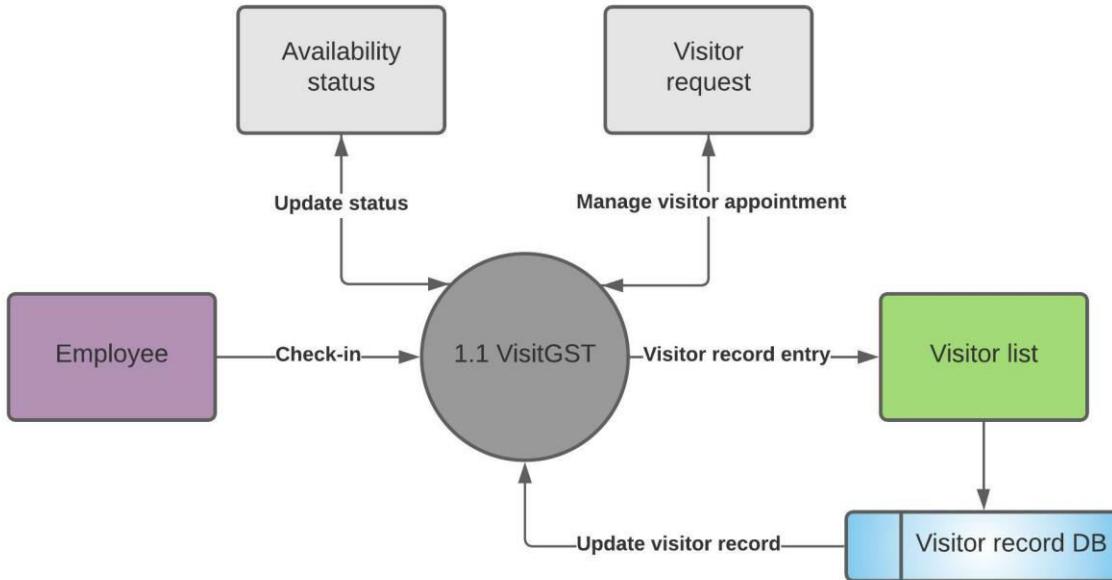 Availability
status
Visitor
request
Update status
Manage visitor appointment
Employee
Check-in
1.1 VisitGST
Visitor record entry
Visitor list
Update visitor record
Visitor record DB